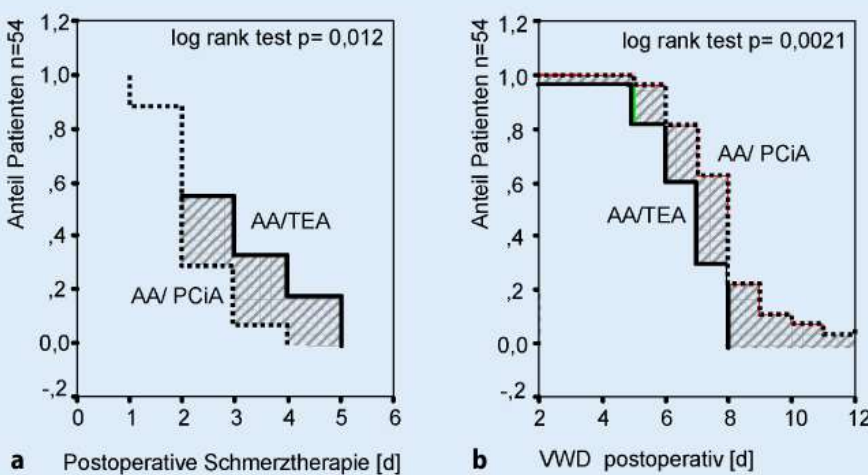 Anteil Patienten n=54
1,2
1,0
,8
,6
,4
,2
0,0
-,2
log rank test p= 0,012
AA/TEA
AA/ PCiA
0 1 2 3 4 5 6
a Postoperative Schmerztherapie [d]
Anteil Patienten n=54
1,2
1,0
,8
,6
,4
,2
0,0
-,2
log rank test p= 0,0021
AA/ PCiA
AA/TEA
2 4 6 8 10 12
b VWD postoperativ [d]